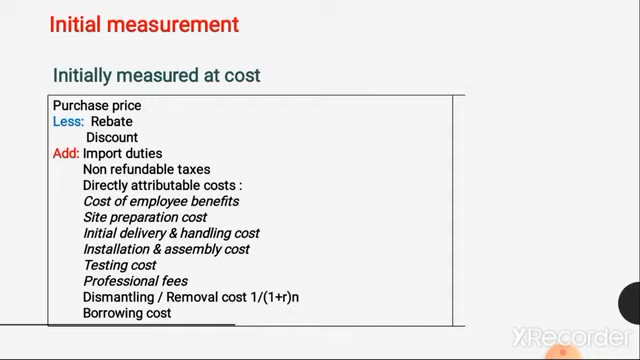 Initial measurement
Initially measured at cost
Purchase price
Less: Rebate
Discount
Add: Import duties
Non refundable taxes
Directly attributable costs :
Cost of employee benefits
Site preparation cost
Initial delivery & handling cost
Installation & assembly cost
Testing cost
Professional fees
Dismantling / Removal cost 1/(1+r)n
Borrowing cost
XRecorder